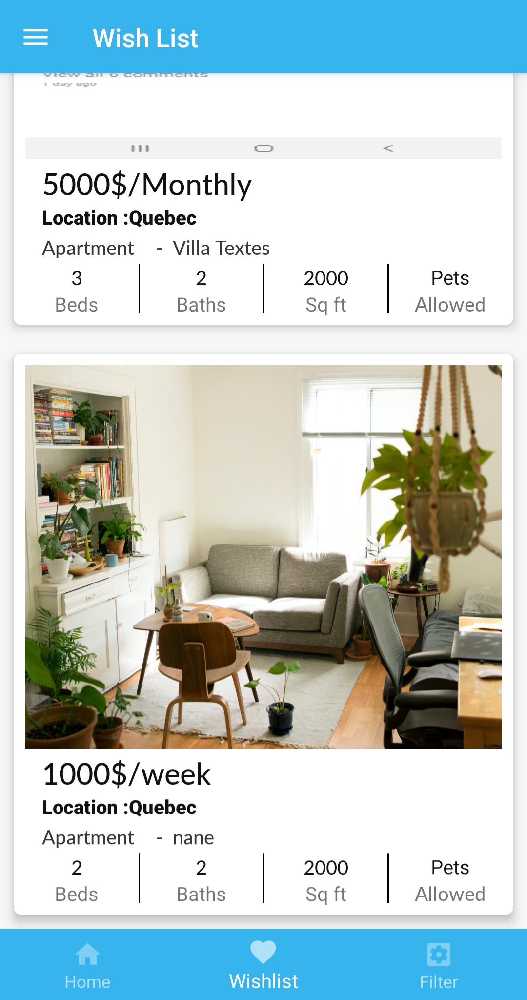 Wish List
View all 6 comments
1 day ago
5000$/Monthly
Location :Quebec
Apartment - Villa Textes
3 2 2000 Pets
Beds Baths Sq ft Allowed
1000$/week
Location :Quebec
Apartment - nane
2 2 2000 Pets
Beds Baths Sq ft Allowed
Home Wishlist Filter